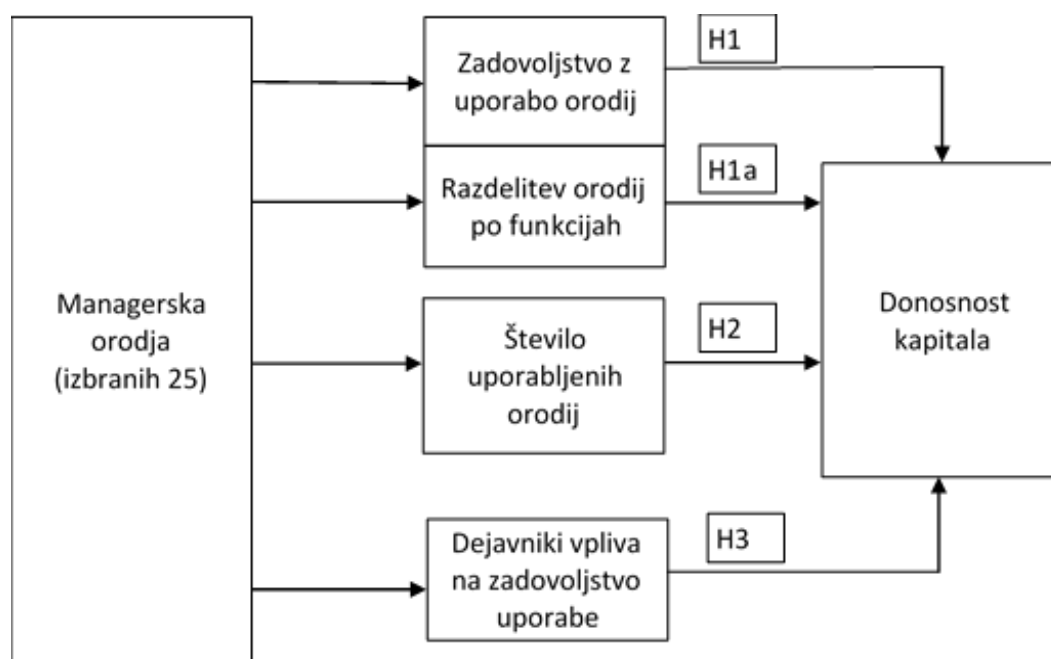 Managerska
orodja
(izbranih 25)
Zadovoljstvo z
uporabo orodij
H1
Razdelitev orodij
po funkcijah
H1a
Število
uporabljenih
orodij
H2
Dejavniki vpliva
na zadovoljstvo
uporabe
H3
Donosnost
kapitala